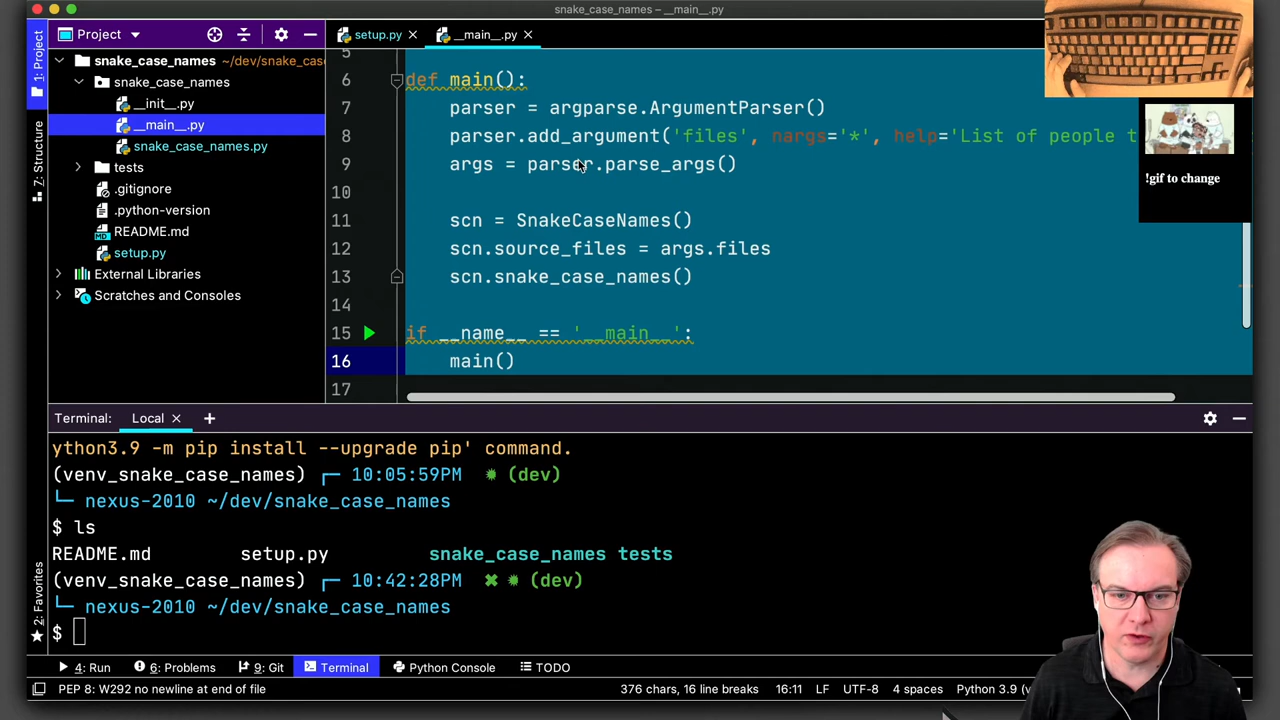 snake_case_names – __main__.py
Project
setup.py
__main__.py
1: Project
7: Structure
2: Favorites
snake_case_names ~/dev/snake_cas
snake_case_names
__init__.py
__main__.py
snake_case_names.py
tests
.gitignore
.python-version
README.md
setup.py
External Libraries
Scratches and Consoles
5
6 def main():
7 parser = argparse.ArgumentParser()
8 parser.add_argument('files', nargs='*', help='List of people t
9 args = parser.parse_args()
10
11 scn = SnakeCaseNames()
12 scn.source_files = args.files
13 scn.snake_case_names()
14
15 if __name__ == '__main__':
16 main()
17
!gif to change
Terminal: Local +
ython3.9 -m pip install --upgrade pip' command.
(venv_snake_case_names) ┌─ 10:05:59PM ✹ (dev)
└─ nexus-2010 ~/dev/snake_case_names
$ ls
README.md setup.py snake_case_names tests
(venv_snake_case_names) ┌─ 10:42:28PM ✖ ✹ (dev)
└─ nexus-2010 ~/dev/snake_case_names
$
4: Run 6: Problems 9: Git Terminal Python Console TODO
PEP 8: W292 no newline at end of file 376 chars, 16 line breaks 16:11 LF UTF-8 4 spaces Python 3.9 (v